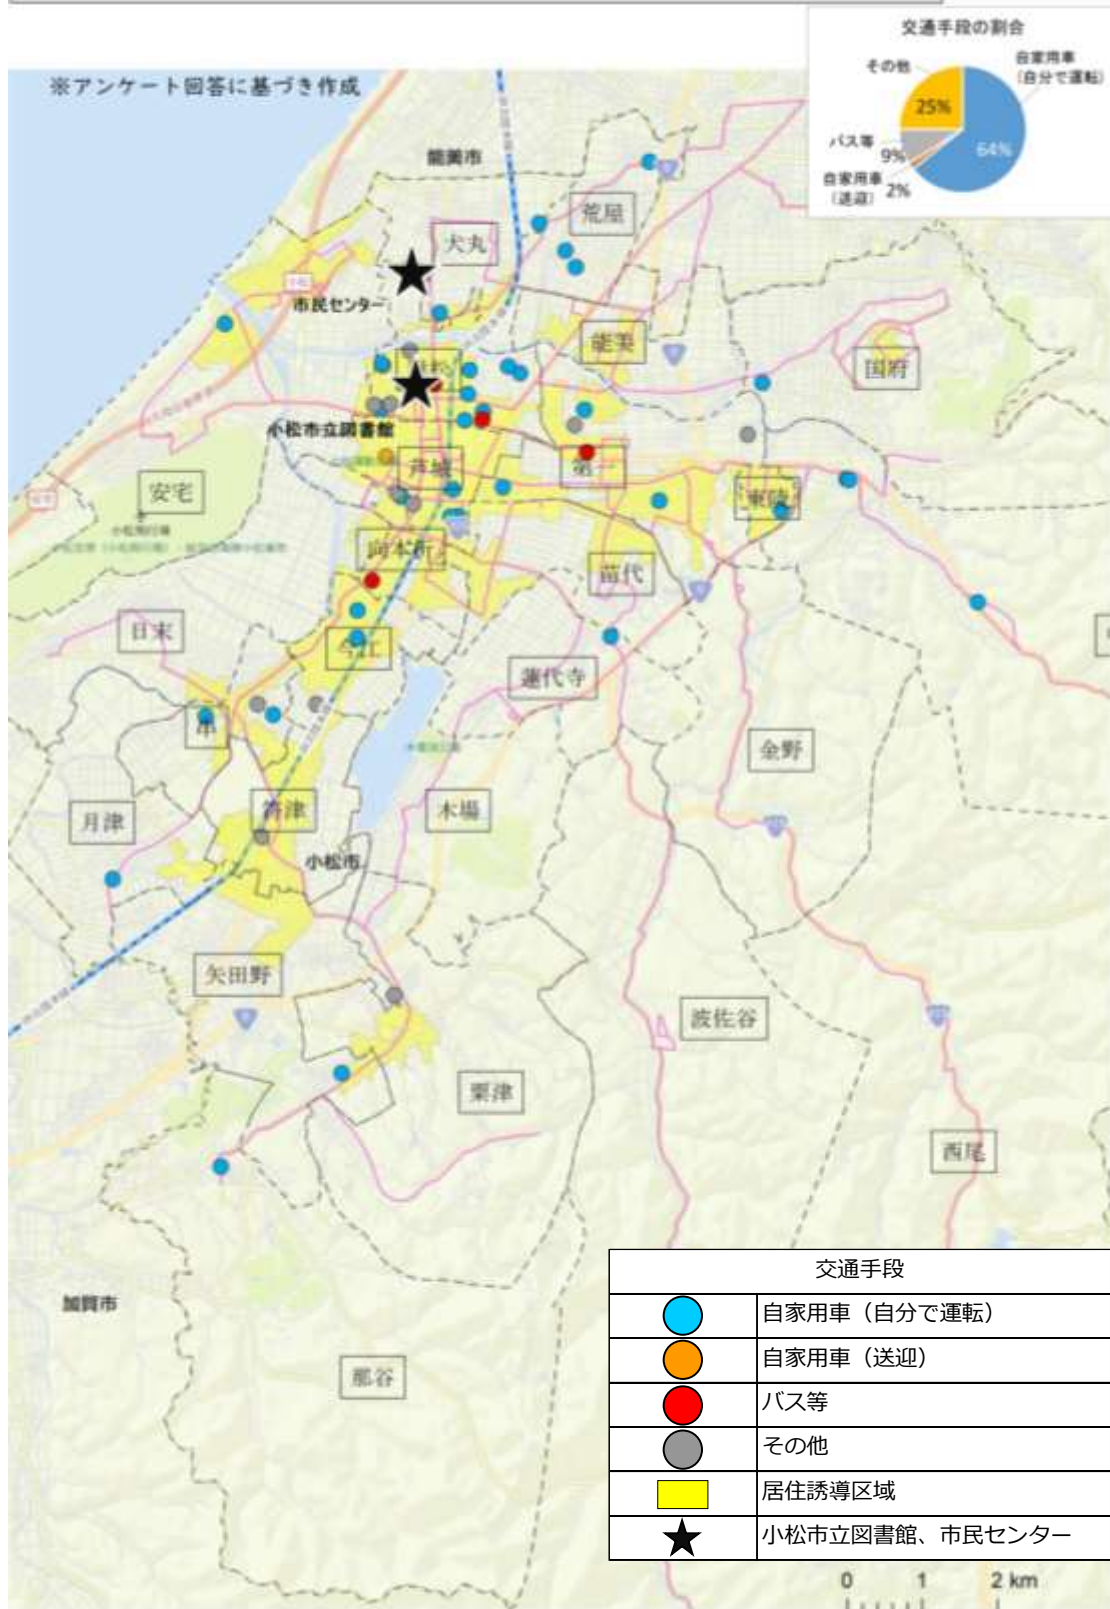 交通手段の割合
その他
自家用車
(自分で運転)
25%
64%
バス等
9%
自家用車
(送迎)
2%
※アンケート回答に基づき作成
能美市
荒屋
犬丸
小松
市民センター
能美
国府
小松市立図書館
芦城
第一
安宅
東陵
小松飛行場
向本折
苗代
日末
今江
蓮代寺
串
金野
月津
符津
木場
小松市
矢田野
波佐谷
粟津
西尾
加賀市
那谷
交通手段
自家用車（自分で運転）
自家用車（送迎）
バス等
その他
居住誘導区域
小松市立図書館、市民センター
0 1 2 km